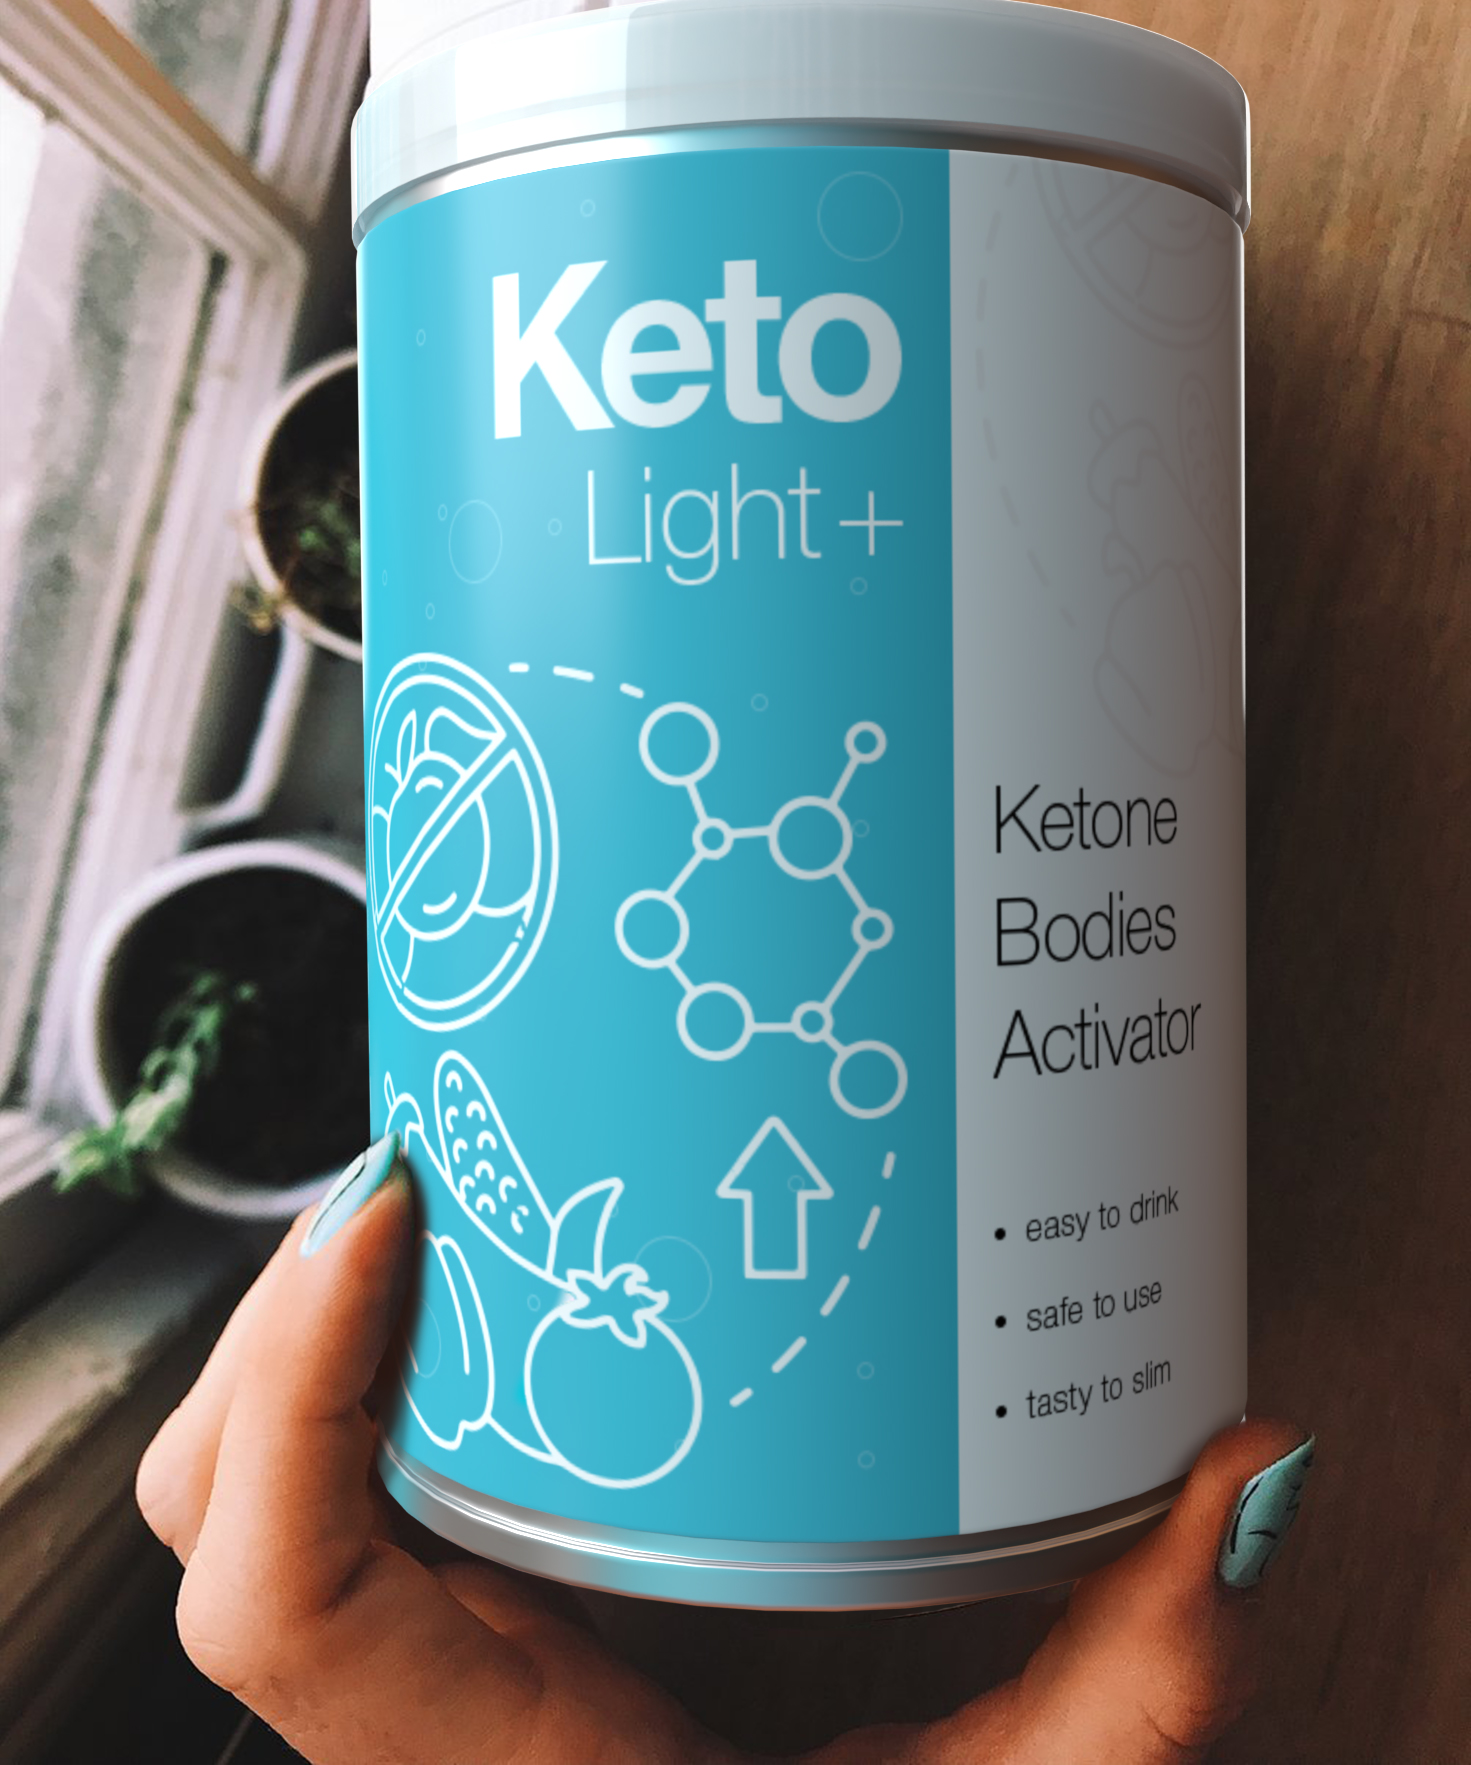 Keto
Light +
Ketone
Bodies
Activator
• easy to drink
• safe to use
• tasty to slim